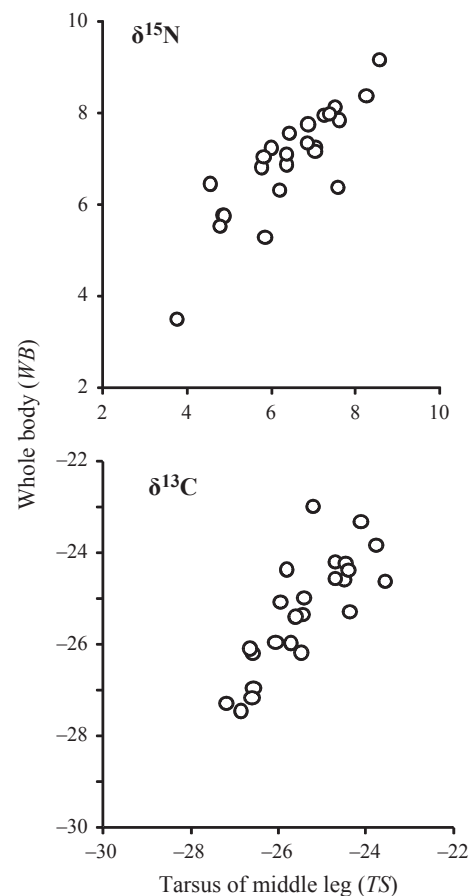 δ¹⁵N
10
8
6
4
2
2 4 6 8 10
Whole body (WB)
δ¹³C
–22
–24
–26
–28
–30
–30 –28 –26 –24 –22
Tarsus of middle leg (TS)